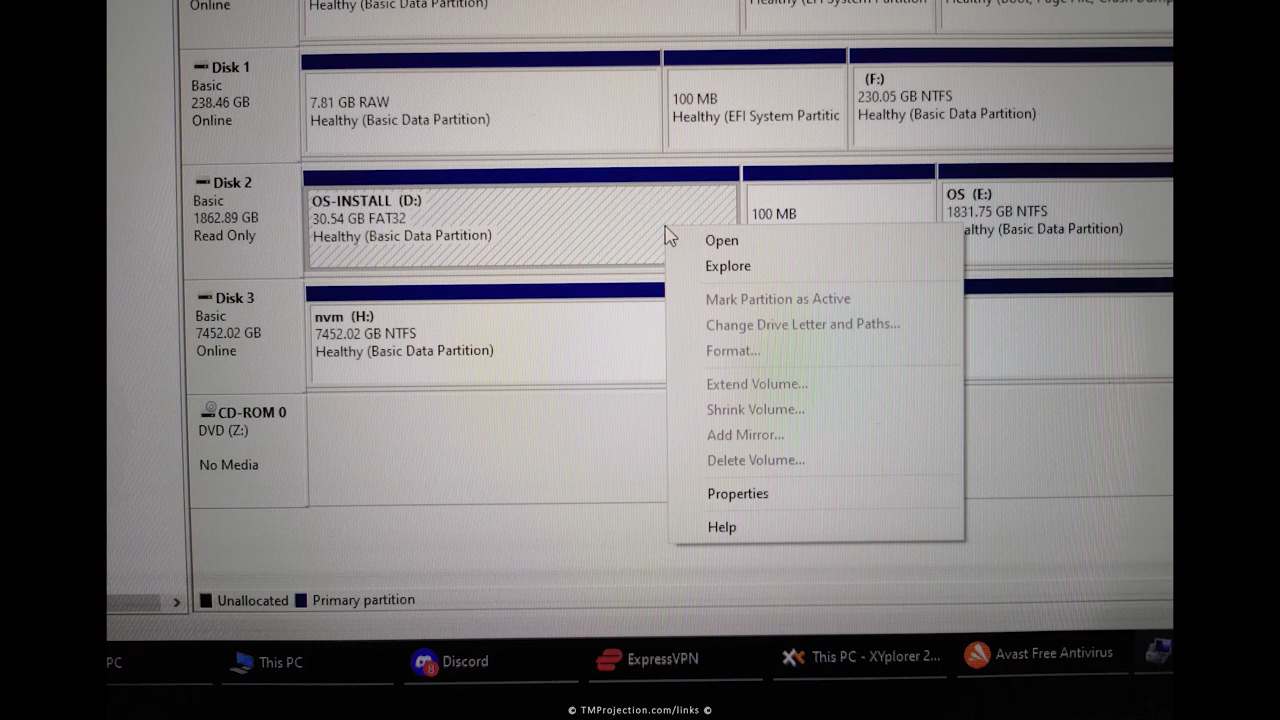 Online
Healthy (Basic Data Partition)
Disk 1
Basic
238.46 GB
Online
7.81 GB RAW
Healthy (Basic Data Partition)
100 MB
Healthy (EFI System Partitic
(F:)
230.05 GB NTFS
Healthy (Basic Data Partition)
Disk 2
Basic
1862.89 GB
Read Only
OS-INSTALL (D:)
30.54 GB FAT32
Healthy (Basic Data Partition)
100 MB
OS (E:)
1831.75 GB NTFS
althy (Basic Data Partition)
Disk 3
Basic
7452.02 GB
Online
nvm (H:)
7452.02 GB NTFS
Healthy (Basic Data Partition)
CD-ROM 0
DVD (Z:)
No Media
Open
Explore
Mark Partition as Active
Change Drive Letter and Paths...
Format...
Extend Volume...
Shrink Volume...
Add Mirror...
Delete Volume...
Properties
Help
Unallocated
Primary partition
PC
This PC
8
Discord
ExpressVPN
This PC - XYplorer 2...
Avast Free Antivirus
© TMProjection.com/links ©